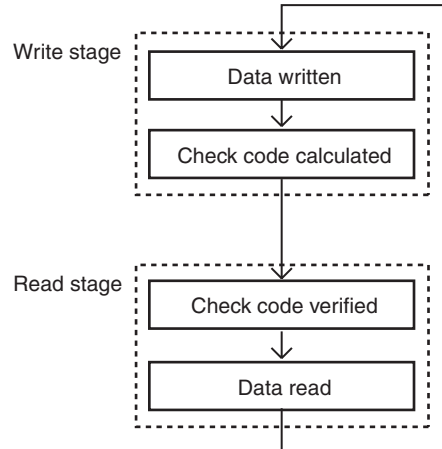 Write stage
Data written
Check code calculated
Read stage
Check code verified
Data read